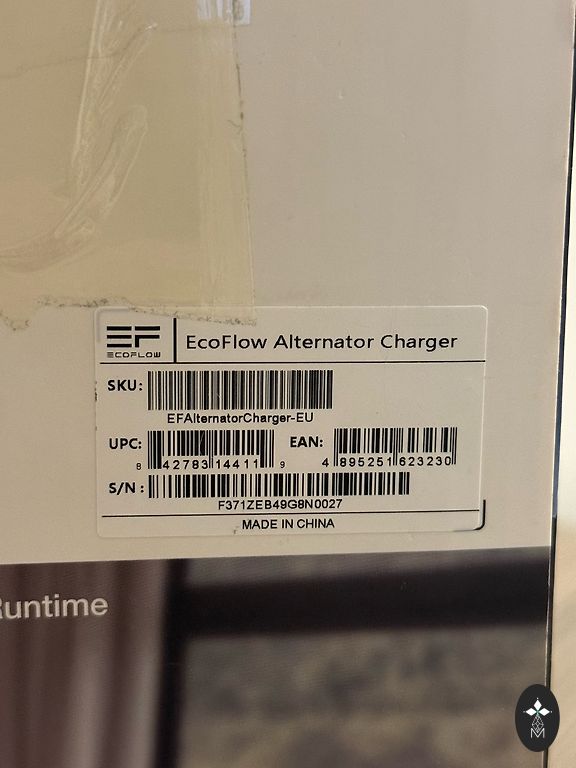 EF
ECOFLOW
EcoFlow Alternator Charger
SKU:
EFAlternatorCharger-EU
UPC:
8 42783 14411 9
EAN:
4 895251 623230
S/N :
F371ZEB49G8N0027
MADE IN CHINA
Runtime
M